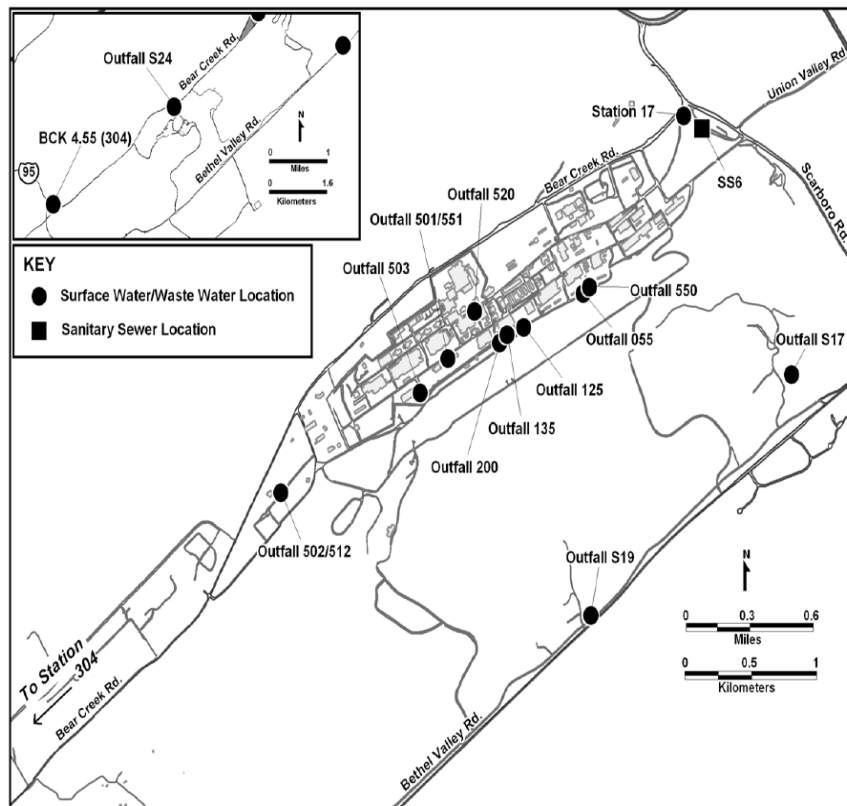 Outfall S24
Bear Creek Rd.
BCK 4.55 (304)
Bethel Valley Rd.
95
N
0 1
Miles
0 1.6
Kilometers
KEY
Surface Water/Waste Water Location
Sanitary Sewer Location
Station 17
Union Valley Rd
SS6
Scarboro Rd.
Bear Creek Rd.
Outfall 520
Outfall 501/551
Outfall 503
Outfall 550
Outfall 055
Outfall S17
Outfall 125
Outfall 135
Outfall 200
Outfall 502/512
Outfall S19
N
0 0.3 0.6
Miles
0 0.5 1
Kilometers
To Station
304
Bear Creek Rd.
Bethel Valley Rd.